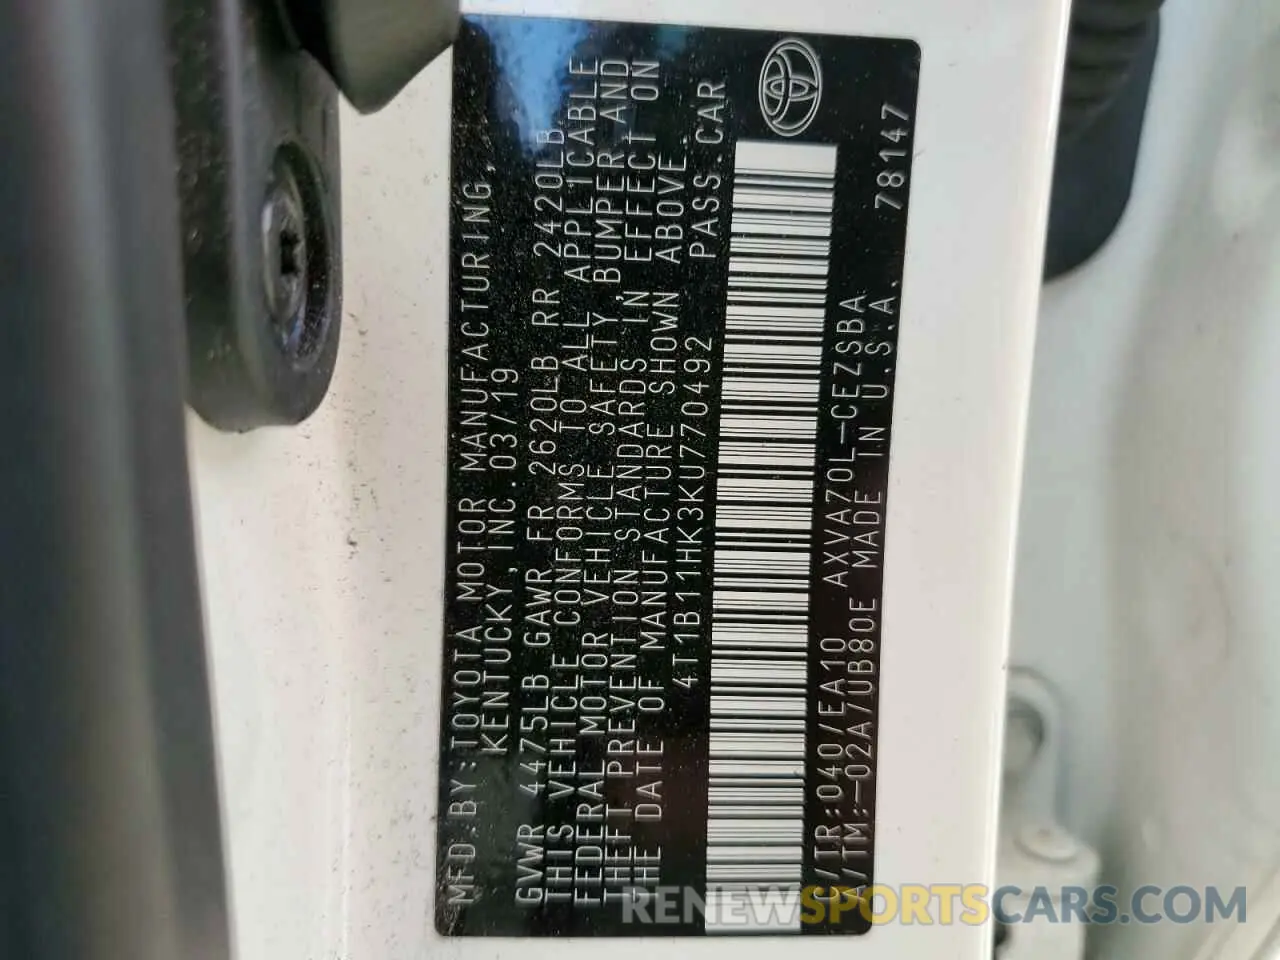 MFD.BY:TOYOTA MOTOR MANUFACTURING,
KENTUCKY,INC.03/19
GVWR 4475LB GAWR FR 2620LB RR 2420LB
THIS VEHICLE CONFORMS TO ALL APPLICABLE
FEDERAL MOTOR VEHICLE SAFETY,BUMPER AND
THEFT PREVENTION STANDARDS IN EFFECT ON
THE DATE OF MANUFACTURE SHOWN ABOVE.
4T1B11HK3KU770492 PASS.CAR
C/TR:040/EA10 AXVA70L-CEZSBA 78147
A/TM:-02A/UB80E MADE IN U.S.A.
RENEWSPORTSCARS.COM